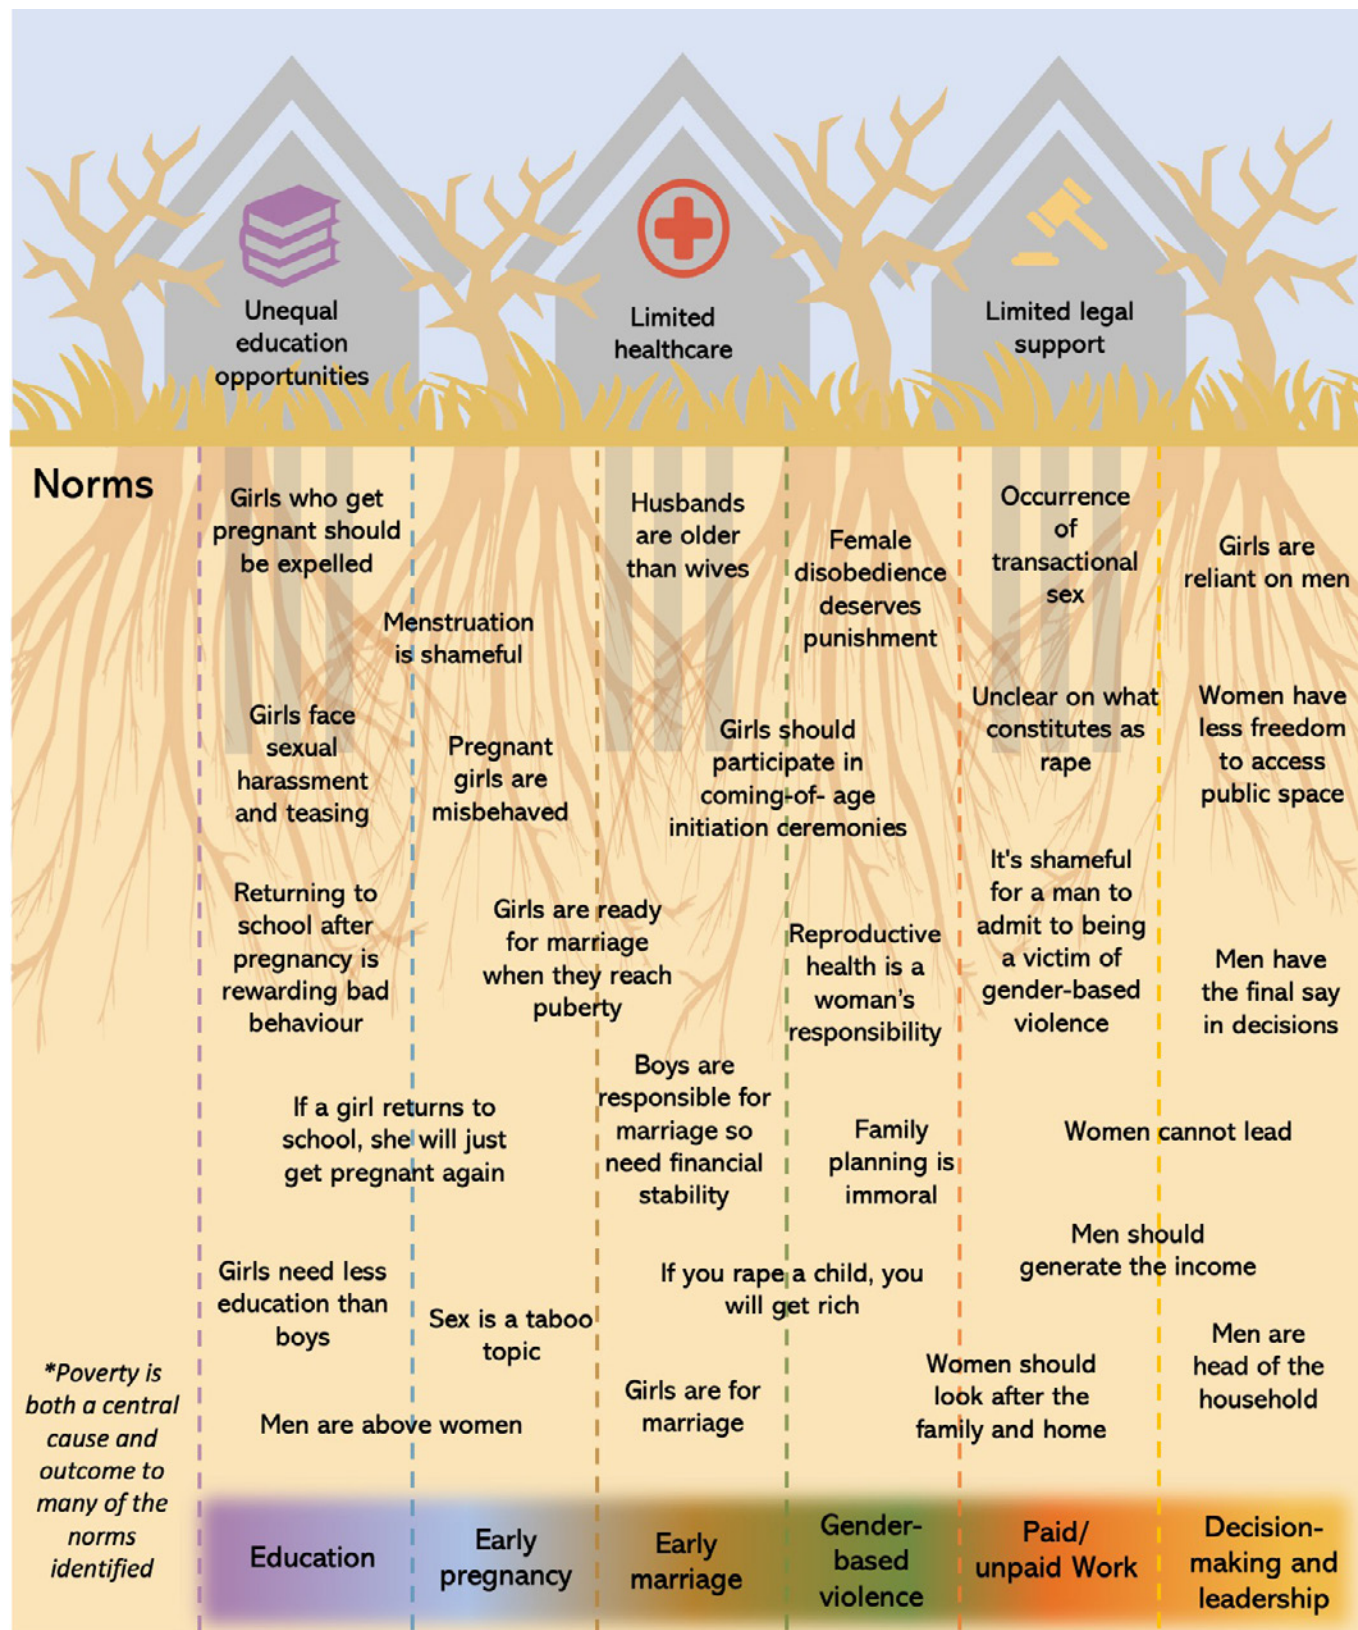 Unequal
education
opportunities
Limited
healthcare
Limited legal
support
Norms
Girls who get
pregnant should
be expelled
Husbands
are older
than wives
Female
disobedience
deserves
punishment
Occurrence
of
transactional
sex
Girls are
reliant on men
Menstruation
is shameful
Girls face
sexual
harassment
and teasing
Pregnant
girls are
misbehaved
Girls should
participate in
coming-of- age
initiation ceremonies
Unclear on what
constitutes as
rape
Women have
less freedom
to access
public space
Returning to
school after
pregnancy is
rewarding bad
behaviour
Girls are ready
for marriage
when they reach
puberty
Reproductive
health is a
woman's
responsibility
It's shameful
for a man to
admit to being
a victim of
gender-based
violence
Men have
the final say
in decisions
If a girl returns to
school, she will just
get pregnant again
Boys are
responsible for
marriage so
need financial
stability
Family
planning is
immoral
Women cannot lead
Girls need less
education than
boys
Sex is a taboo
topic
If you rape a child, you
will get rich
Men should
generate the income
Men are above women
Girls are for
marriage
Women should
look after the
family and home
Men are
head of the
household
*Poverty is
both a central
cause and
outcome to
many of the
norms
identified
Education
Early
pregnancy
Early
marriage
Gender-
based
violence
Paid/
unpaid Work
Decision-
making and
leadership